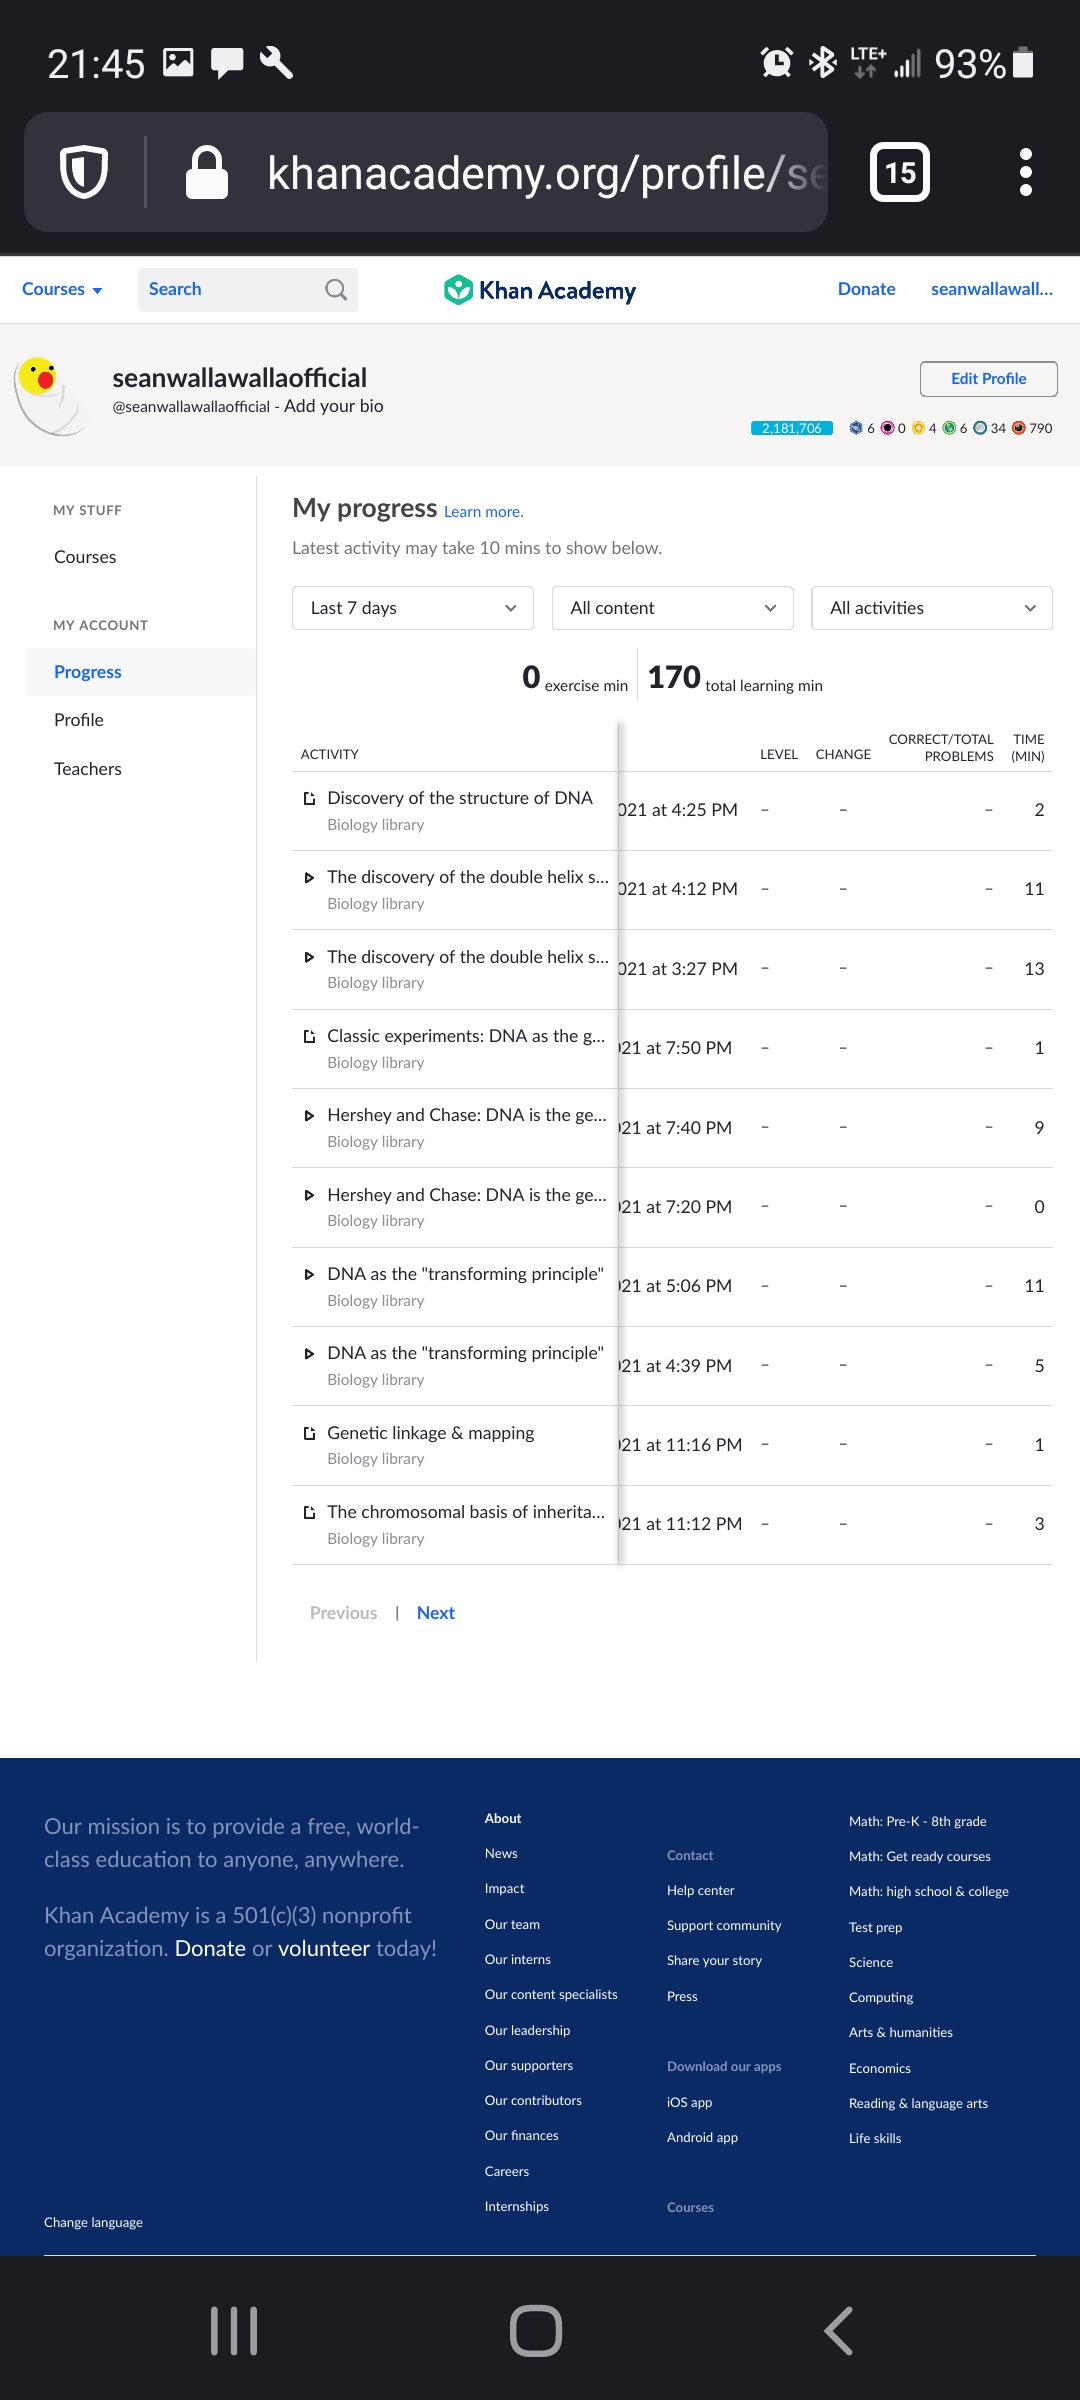 21:45 LTE+ 93%
khanacademy.org/profile/se 15
Courses Search Khan Academy Donate seanwallawall...
seanwallawallaofficial
@seanwallawallaofficial - Add your bio
Edit Profile
2,181,706 6 0 4 6 34 790
MY STUFF
Courses
MY ACCOUNT
Progress
Profile
Teachers
My progress Learn more.
Latest activity may take 10 mins to show below.
Last 7 days All content All activities
0 exercise min 170 total learning min
ACTIVITY LEVEL CHANGE CORRECT/TOTAL PROBLEMS TIME (MIN)
Discovery of the structure of DNA
Biology library
021 at 4:25 PM – – – 2
The discovery of the double helix s...
Biology library
021 at 4:12 PM – – – 11
The discovery of the double helix s...
Biology library
021 at 3:27 PM – – – 13
Classic experiments: DNA as the g...
Biology library
21 at 7:50 PM – – – 1
Hershey and Chase: DNA is the ge...
Biology library
21 at 7:40 PM – – – 9
Hershey and Chase: DNA is the ge...
Biology library
21 at 7:20 PM – – – 0
DNA as the "transforming principle"
Biology library
21 at 5:06 PM – – – 11
DNA as the "transforming principle"
Biology library
21 at 4:39 PM – – – 5
Genetic linkage & mapping
Biology library
21 at 11:16 PM – – – 1
The chromosomal basis of inherita...
Biology library
21 at 11:12 PM – – – 3
Previous | Next
Our mission is to provide a free, world-
class education to anyone, anywhere.
Khan Academy is a 501(c)(3) nonprofit
organization. Donate or volunteer today!
Change language
About
News
Impact
Our team
Our interns
Our content specialists
Our leadership
Our supporters
Our contributors
Our finances
Careers
Internships
Contact
Help center
Support community
Share your story
Press
Download our apps
iOS app
Android app
Courses
Math: Pre-K - 8th grade
Math: Get ready courses
Math: high school & college
Test prep
Science
Computing
Arts & humanities
Economics
Reading & language arts
Life skills